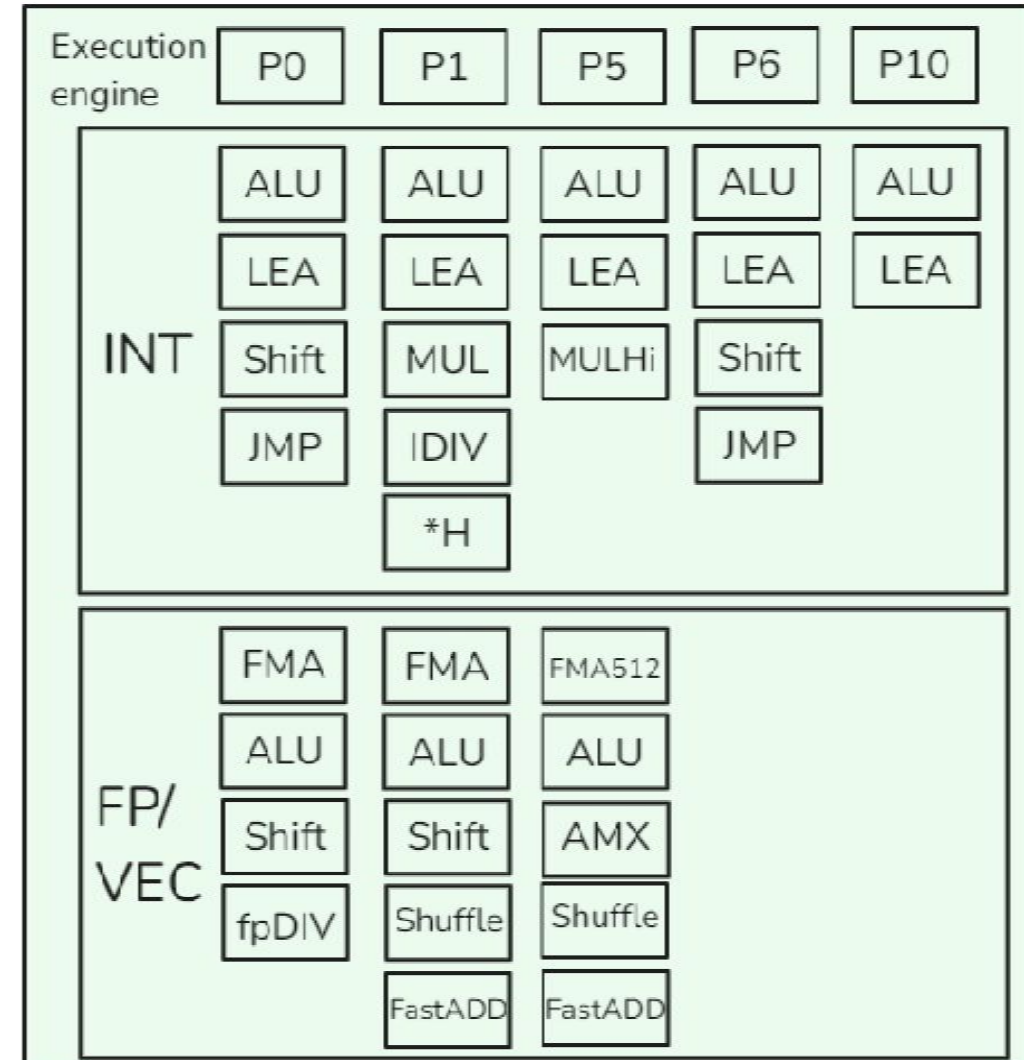 Execution
engine
P0 P1 P5 P6 P10
ALU ALU ALU ALU ALU
LEA LEA LEA LEA LEA
INT
Shift MUL MULHi Shift
JMP IDIV JMP
*H
FMA FMA FMA512
ALU ALU ALU
FP/
VEC
Shift Shift AMX
fpDIV Shuffle Shuffle
FastADD FastADD